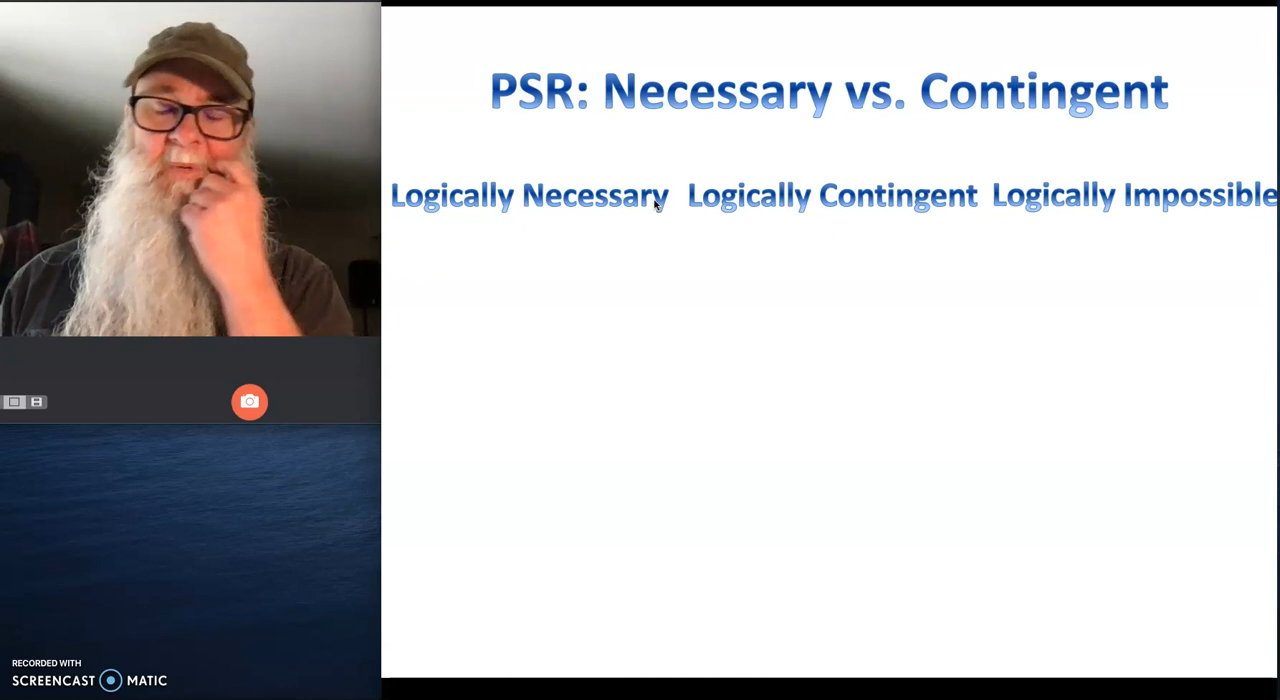 PSR: Necessary vs. Contingent
Logically Necessary Logically Contingent Logically Impossible
RECORDED WITH
SCREENCAST MATIC